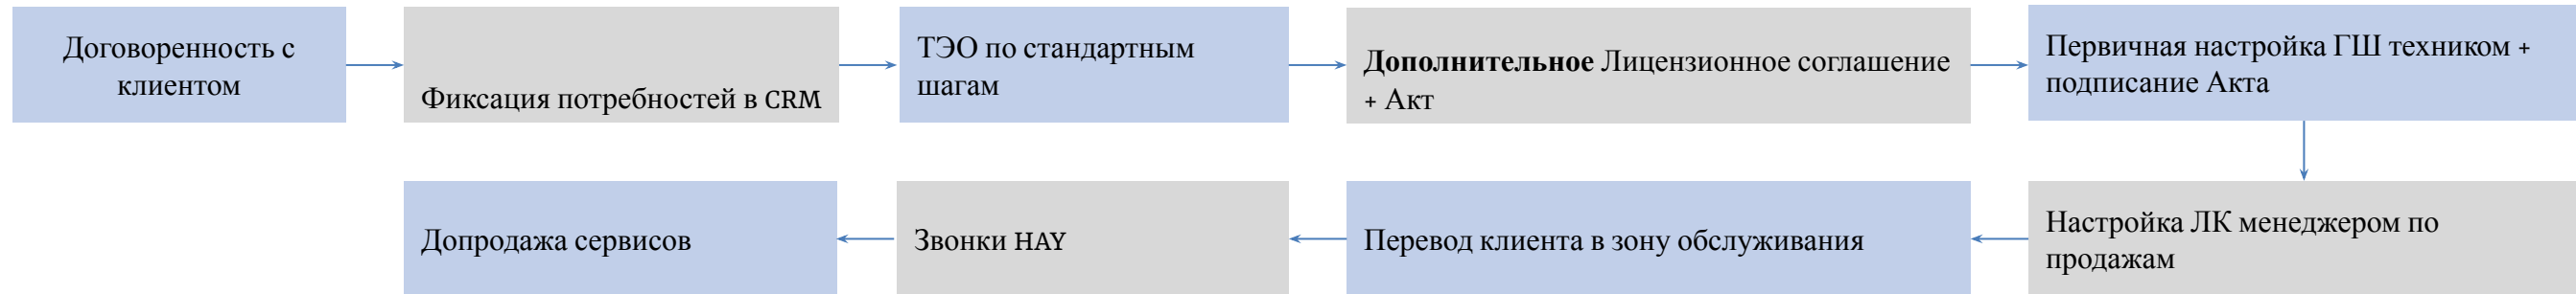 Договоренность с
клиентом
Фиксация потребностей в CRM
ТЭО по стандартным
шагам
Дополнительное Лицензионное соглашение
+ Акт
Первичная настройка ГШ техником +
подписание Акта
Настройка ЛК менеджером по
продажам
Перевод клиента в зону обслуживания
Звонки HAY
Допродажа сервисов